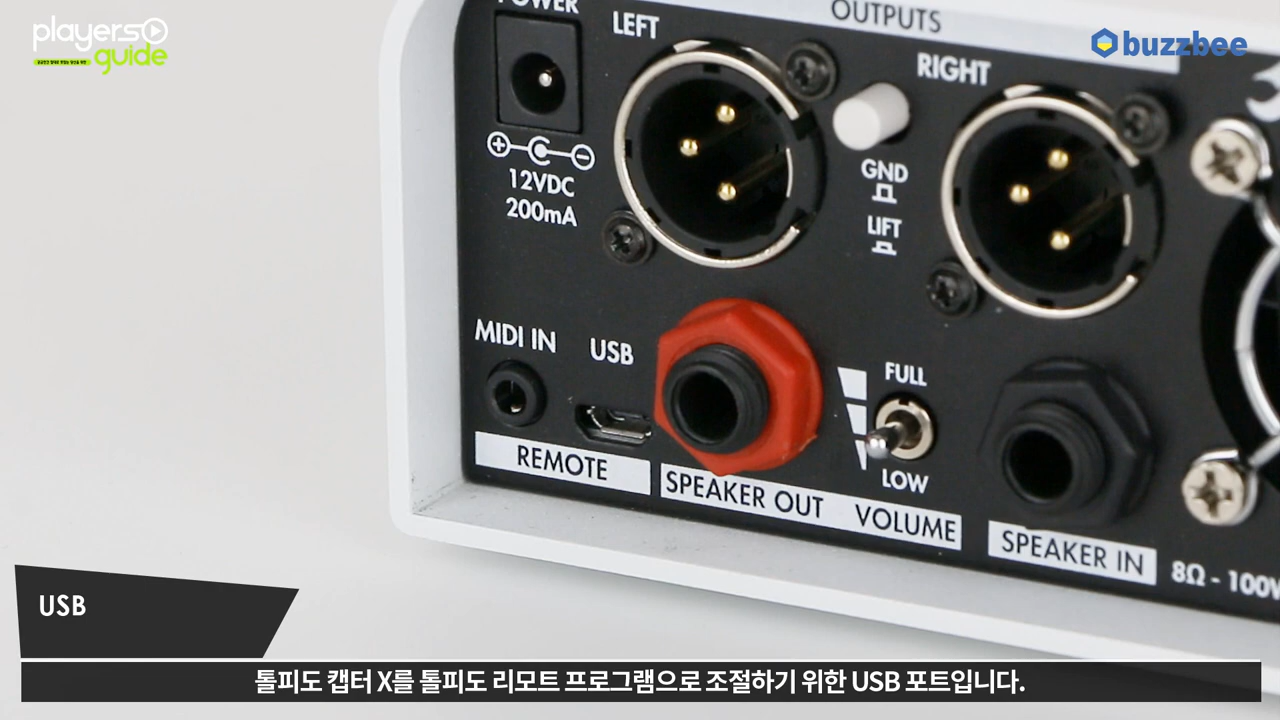 players
guide
buzzbee
POWER
LEFT
OUTPUTS
RIGHT
12VDC
200mA
GND
LIFT
MIDI IN
USB
FULL
LOW
REMOTE
SPEAKER OUT
VOLUME
SPEAKER IN
8Ω - 100W
USB
톨피도 캡터 X를 톨피도 리모트 프로그램으로 조절하기 위한 USB 포트입니다.